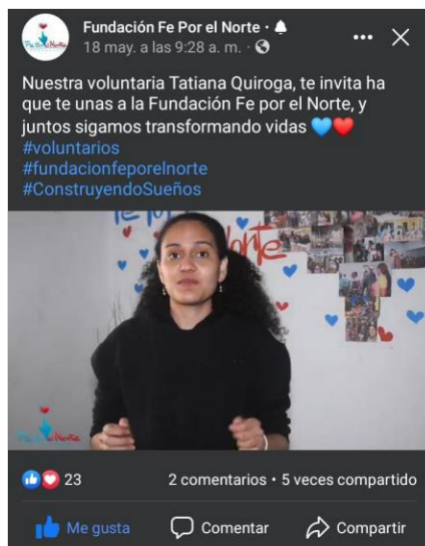 Fundación Fe Por el Norte ·
18 may. a las 9:28 a. m. ·
Nuestra voluntaria Tatiana Quiroga, te invita ha
que te unas a la Fundación Fe por el Norte, y
juntos sigamos transformando vidas
#voluntarios
#fundacionfeporelnorte
#ConstruyendoSueños
Norte
23
2 comentarios · 5 veces compartido
Me gusta
Comentar
Compartir